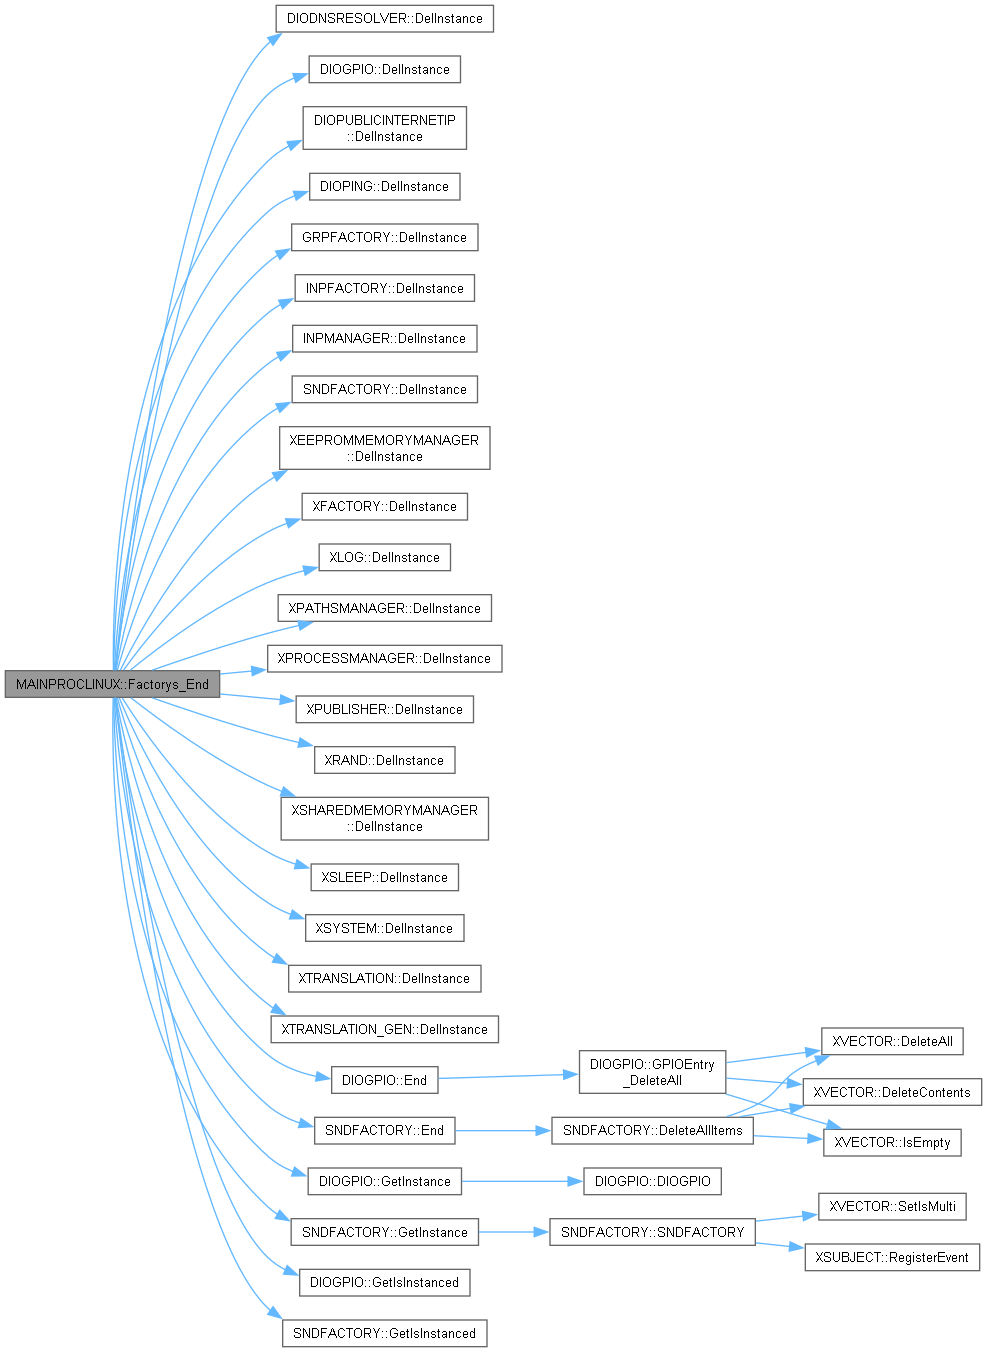 DIODNSRESOLVER::DelInstance
DIOGPIO::DelInstance
DIOPUBLICINTERNETIP
::DelInstance
DIOPING::DelInstance
GRPFACTORY::DelInstance
INPFACTORY::DelInstance
INPMANAGER::DelInstance
SNDFACTORY::DelInstance
XEEPROMMEMORYMANAGER
::DelInstance
XFACTORY::DelInstance
XLOG::DelInstance
XPATHSMANAGER::DelInstance
XPROCESSMANAGER::DelInstance
MAINPROCLINUX::Factorys_End
XPUBLISHER::DelInstance
XRAND::DelInstance
XSHAREDMEMORYMANAGER
::DelInstance
XSLEEP::DelInstance
XSYSTEM::DelInstance
XTRANSLATION::DelInstance
XTRANSLATION_GEN::DelInstance
DIOGPIO::End
DIOGPIO::GPIOEntry
_DeleteAll
XVECTOR::DeleteAll
XVECTOR::DeleteContents
SNDFACTORY::End
SNDFACTORY::DeleteAllItems
XVECTOR::IsEmpty
DIOGPIO::GetInstance
DIOGPIO::DIOGPIO
SNDFACTORY::GetInstance
SNDFACTORY::SNDFACTORY
XVECTOR::SetIsMulti
XSUBJECT::RegisterEvent
DIOGPIO::GetIsInstanced
SNDFACTORY::GetIsInstanced